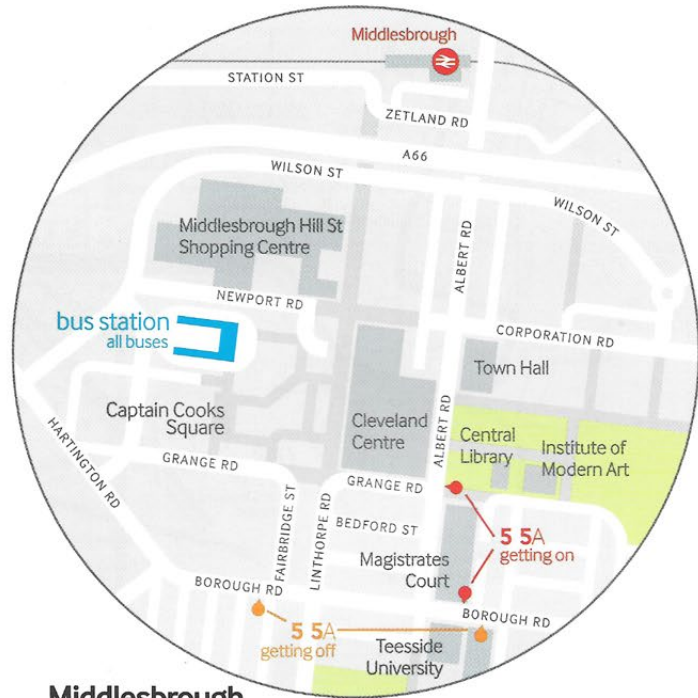 Middlesbrough
STATION ST
ZETLAND RD
A66
WILSON ST
WILSON ST
Middlesbrough Hill St
Shopping Centre
ALBERT RD
NEWPORT RD
bus station
all buses
CORPORATION RD
Town Hall
Captain Cooks
Square
Cleveland
Centre
ALBERT RD
Central
Library
Institute of
Modern Art
HARTINGTON RD
GRANGE RD
GRANGE RD
FAIRBRIDGE ST
LINTHORPE RD
BEDFORD ST
5 5A
getting on
Magistrates
Court
BOROUGH RD
BOROUGH RD
5 5A
getting off
Teesside
University
Middlesbrough